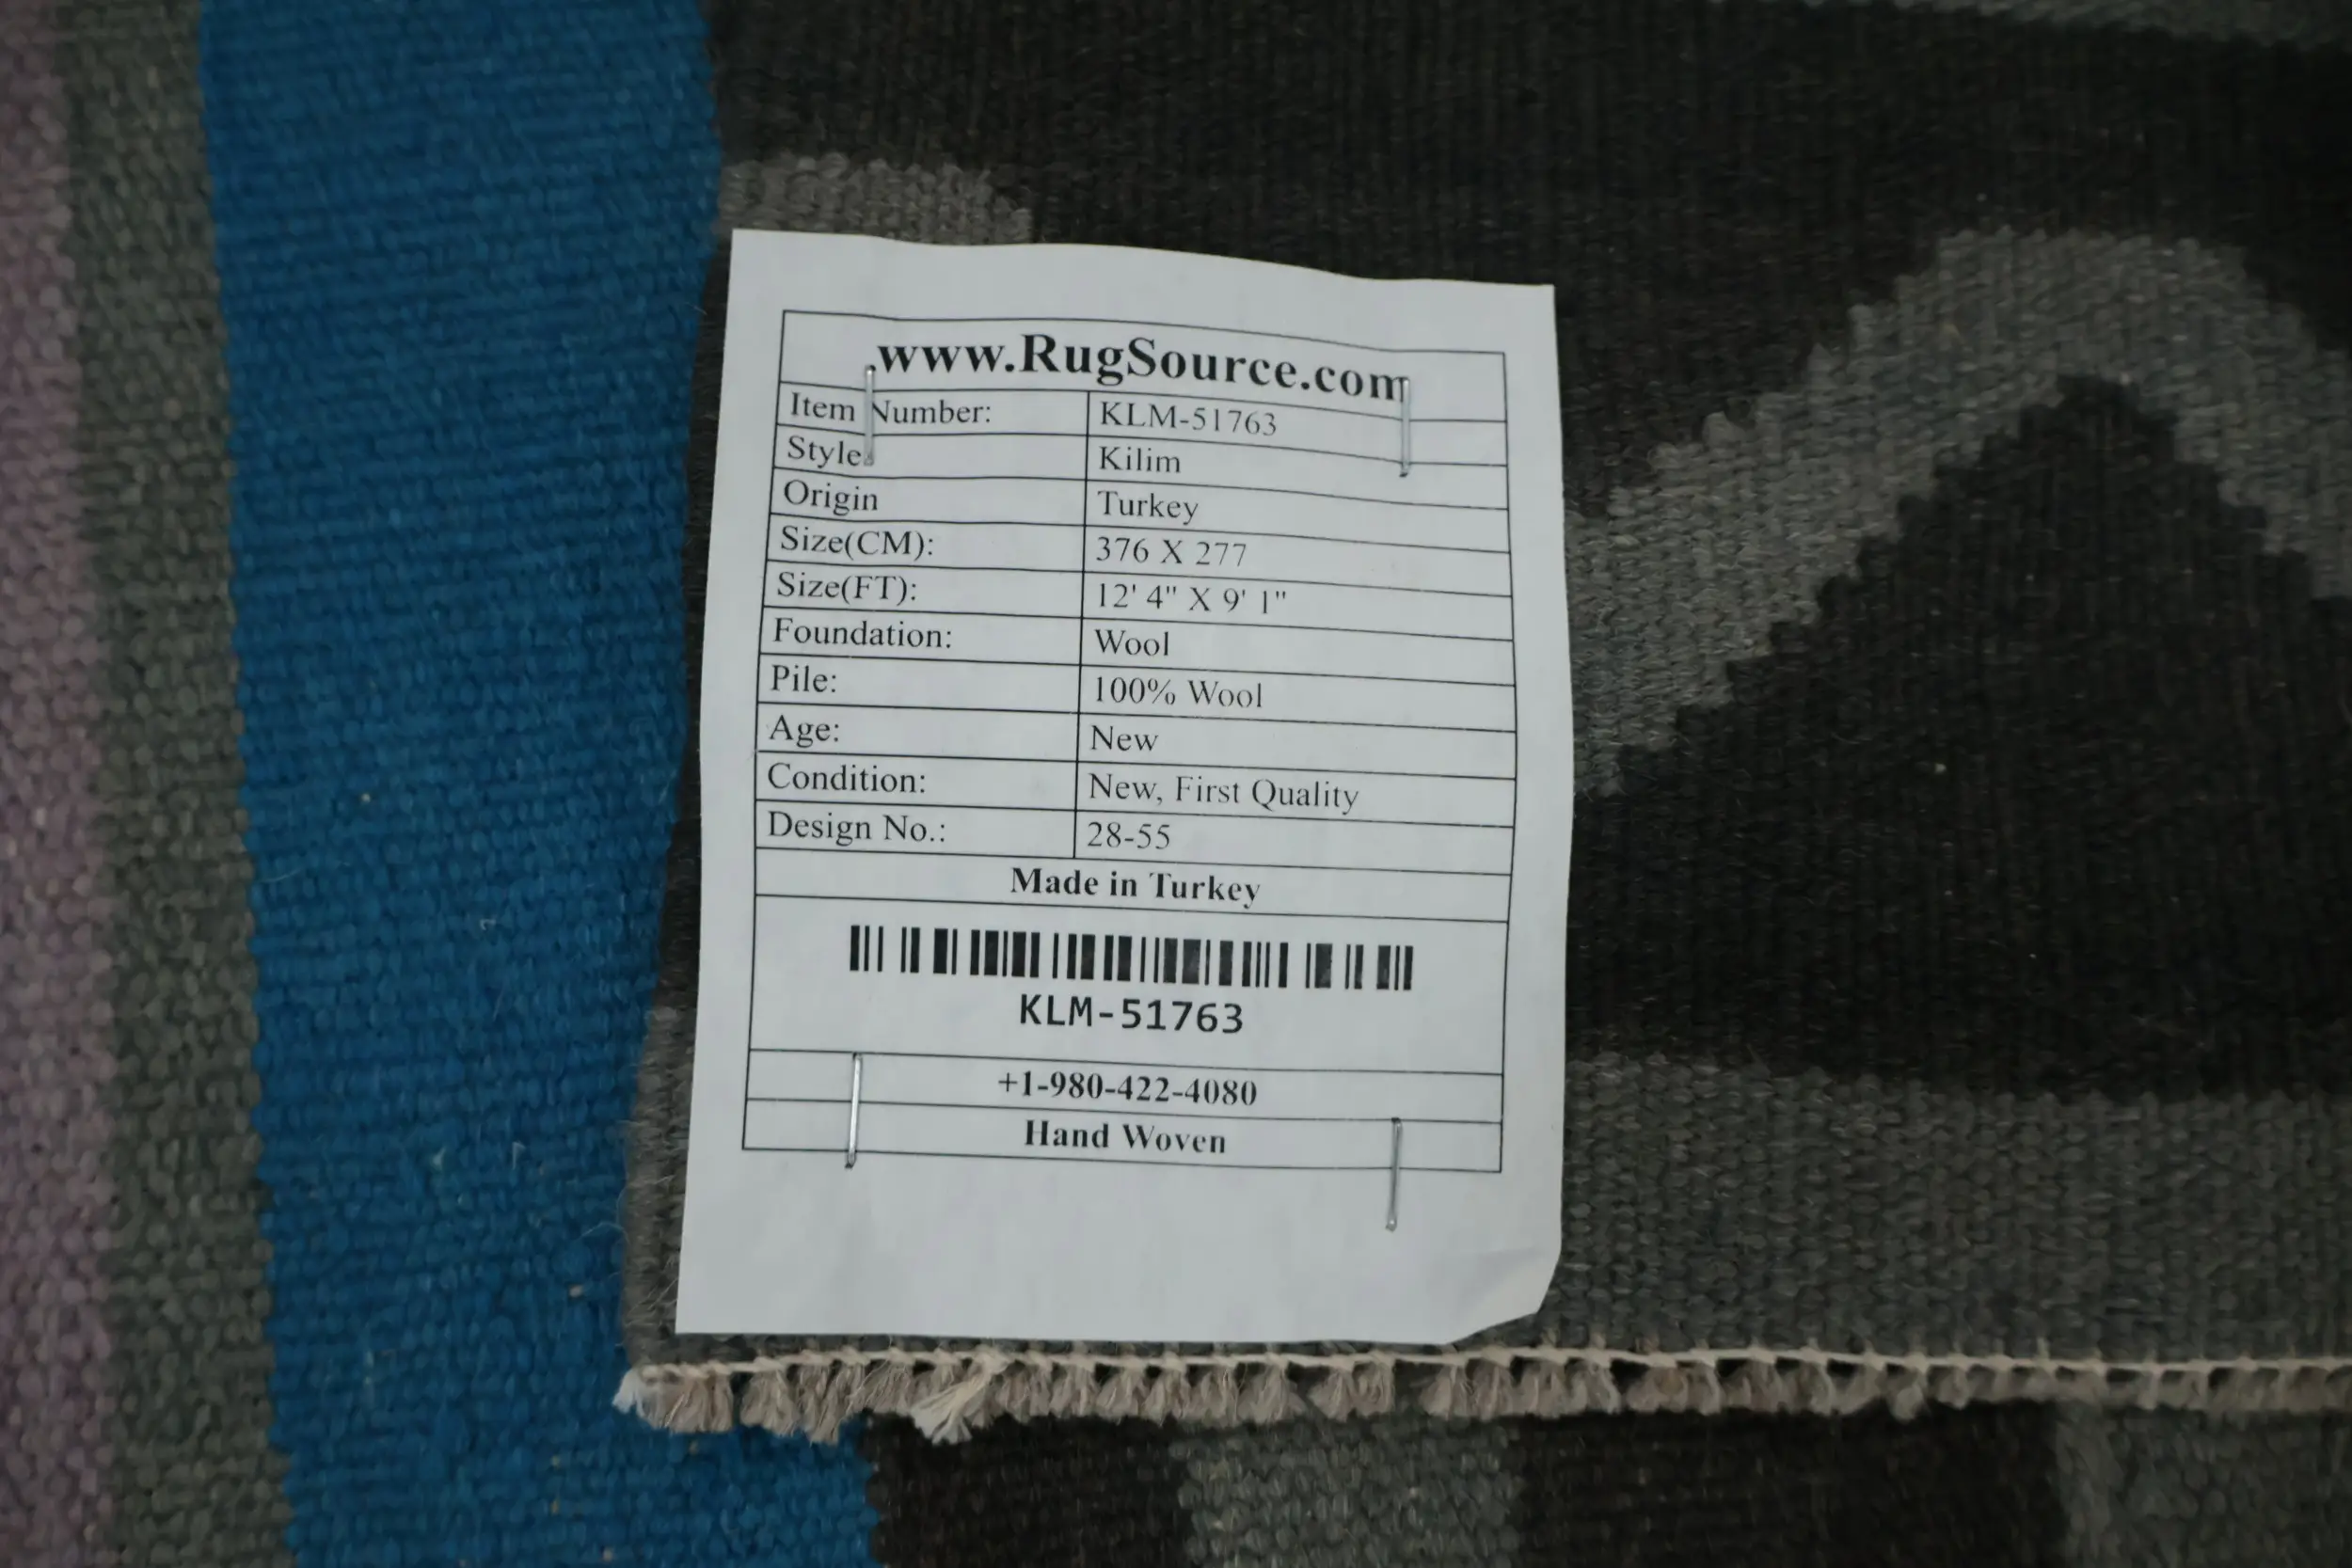 www.RugSource.com
Item Number: KLM-51763
Style: Kilim
Origin Turkey
Size(CM): 376 X 277
Size(FT): 12' 4" X 9' 1"
Foundation: Wool
Pile: 100% Wool
Age: New
Condition: New, First Quality
Design No.: 28-55
Made in Turkey
KLM-51763
+1-980-422-4080
Hand Woven